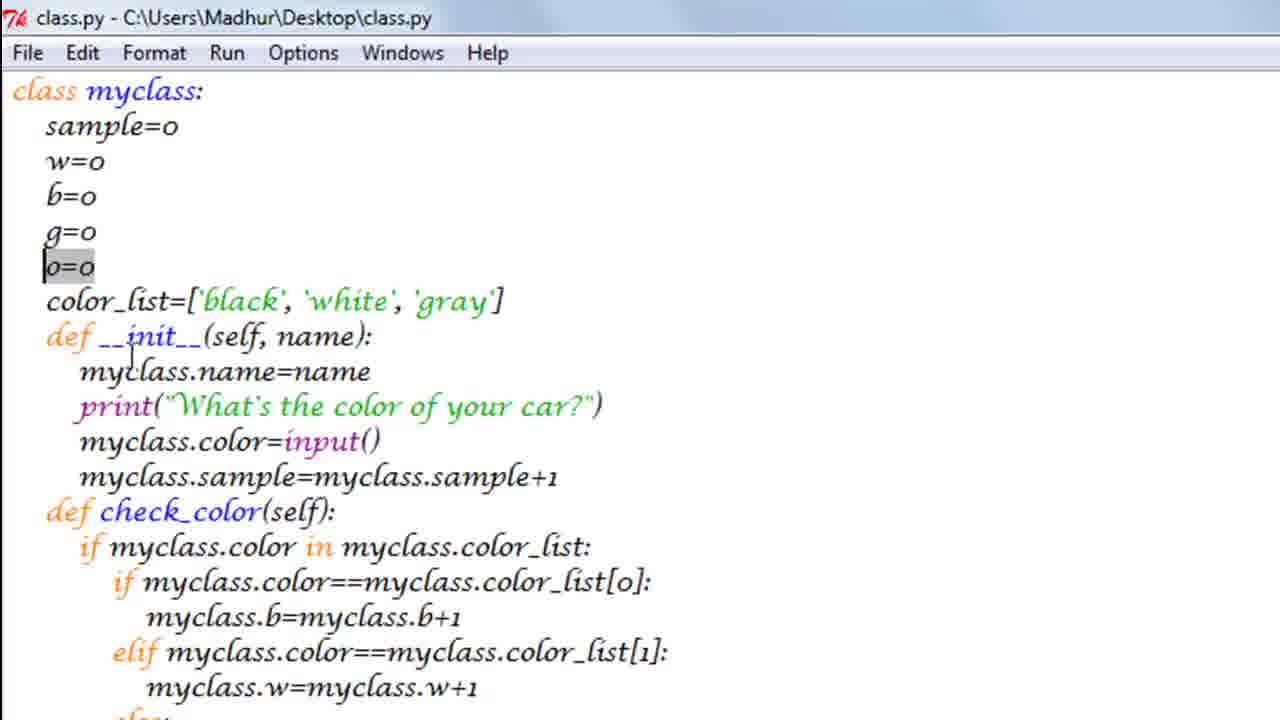 class.py - C:\Users\Madhur\Desktop\class.py
File Edit Format Run Options Windows Help
class myclass:
    sample=0
    w=0
    b=0
    g=0
    o=0
    color_list=['black', 'white', 'gray']
    def __init__(self, name):
        myclass.name=name
        print("What's the color of your car?")
        myclass.color=input()
        myclass.sample=myclass.sample+1
    def check_color(self):
        if myclass.color in myclass.color_list:
            if myclass.color==myclass.color_list[0]:
                myclass.b=myclass.b+1
            elif myclass.color==myclass.color_list[1]:
                myclass.w=myclass.w+1
            else: